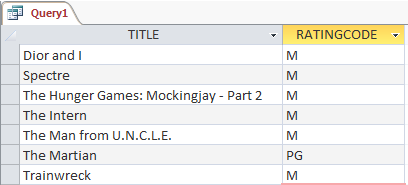 Query1
TITLE RATINGCODE
Dior and I M
Spectre M
The Hunger Games: Mockingjay - Part 2 M
The Intern M
The Man from U.N.C.L.E. M
The Martian PG
Trainwreck M